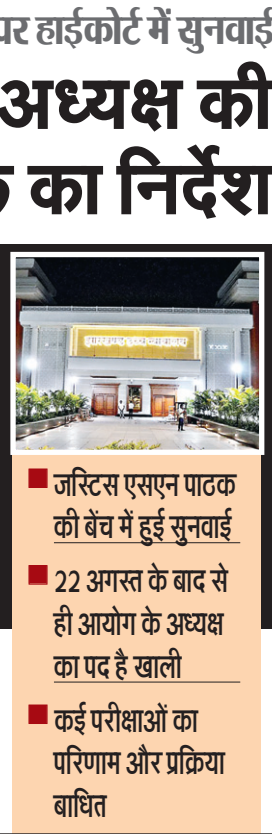 पर हाईकोर्ट में सुनवाई
अध्यक्ष की
का निर्देश
जस्टिस एसएन पाठक
की बेंच में हुई सुनवाई
22 अगस्त के बाद से
ही आयोग के अध्यक्ष
का पद है खाली
कई परीक्षाओं का
परिणाम और प्रक्रिया
बाधित